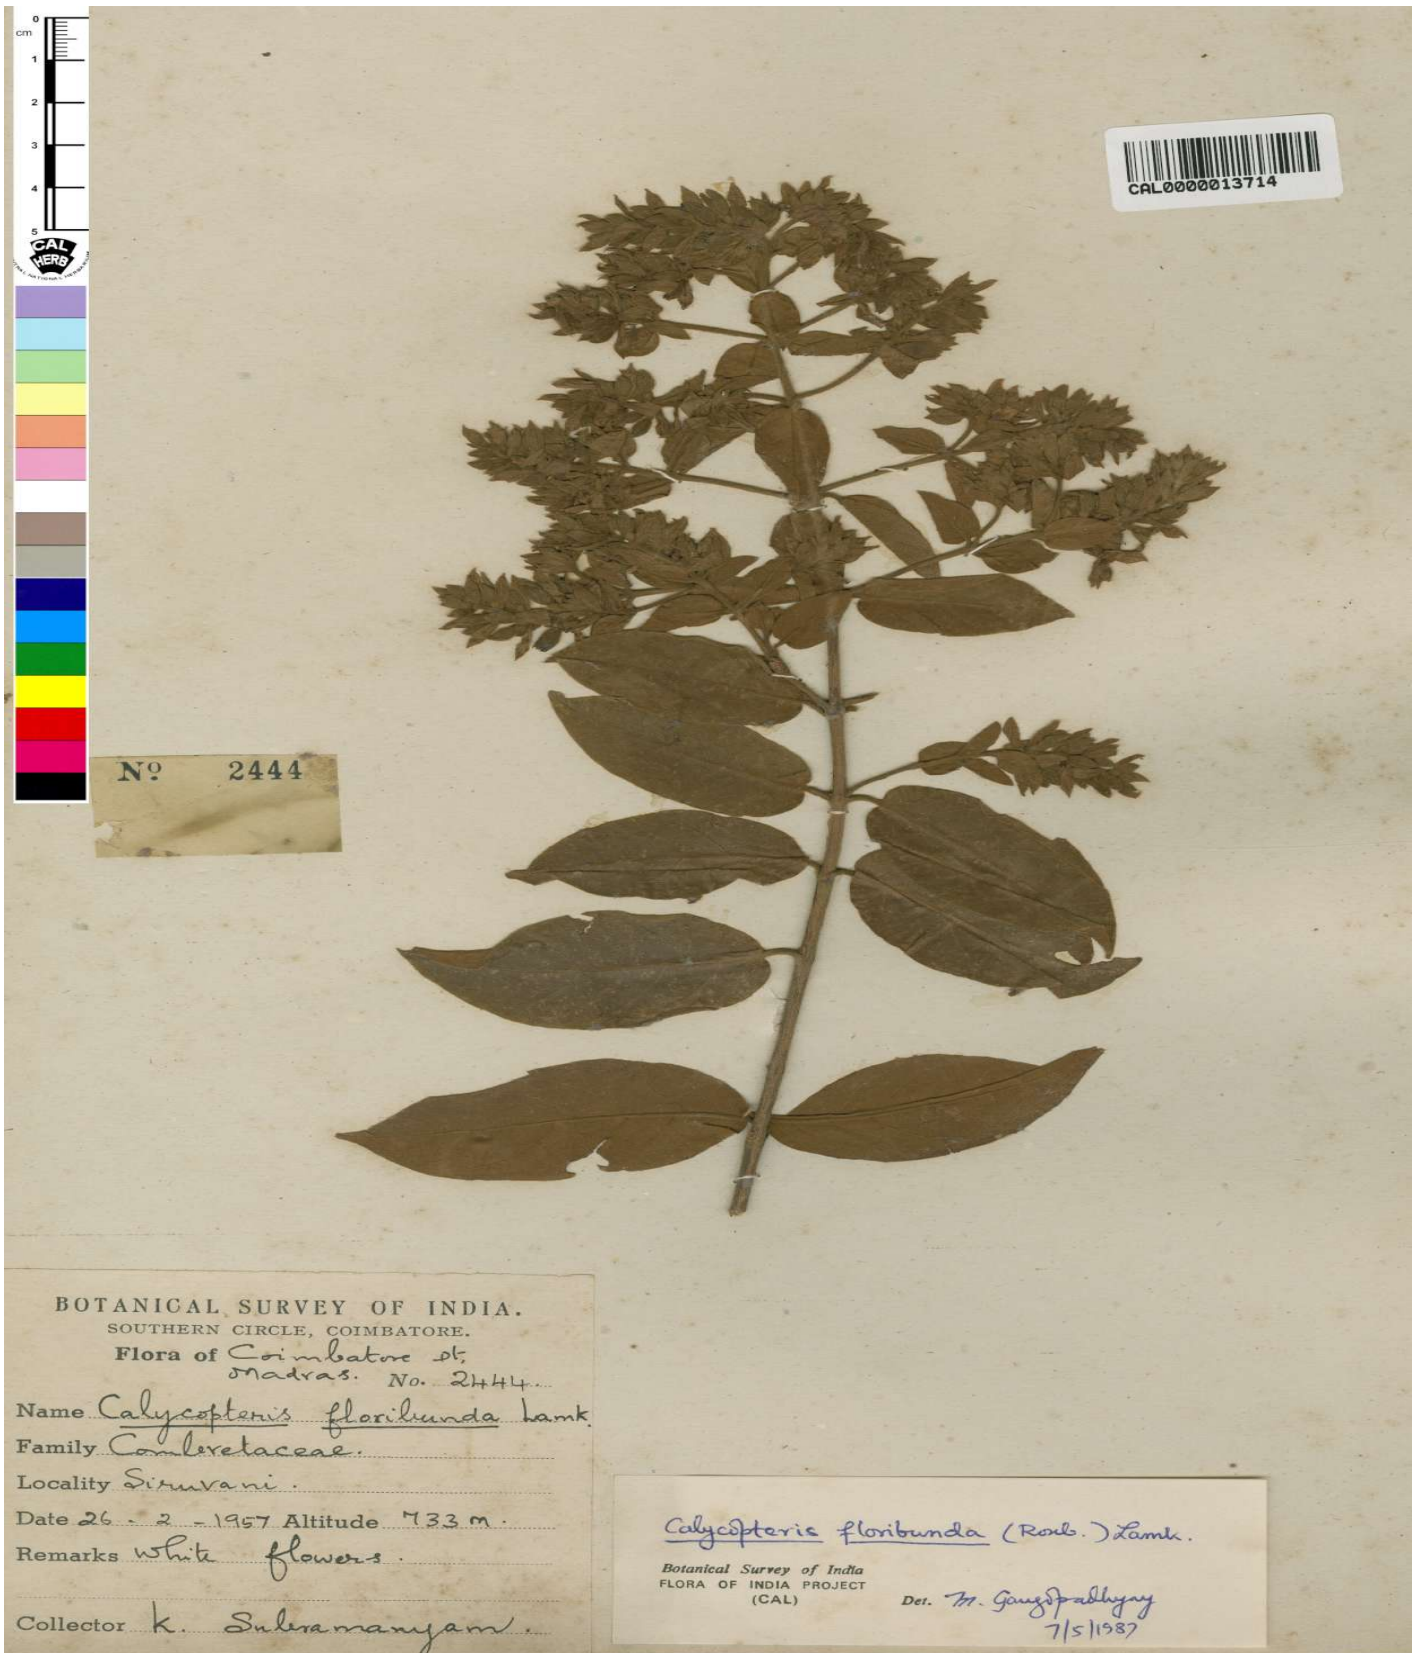 0
cm
1
2
3
4
5
CAL
HERB
CAL0000013714
No 2444
BOTANICAL SURVEY OF INDIA.
SOUTHERN CIRCLE, COIMBATORE.
Flora of Coimbatore Dt.
Madras. No. 2444.
Name Calycopteris floribunda Lamk.
Family Combretaceae.
Locality Siruvani.
Date 26 - 2 - 1957 Altitude 733 m.
Remarks White flowers.
Collector K. Subramanyam.
Calycopteris floribunda (Roxb.) Lamk.
Botanical Survey of India
FLORA OF INDIA PROJECT
(CAL)
Det. M. Gangopadhyay
7/5/1987